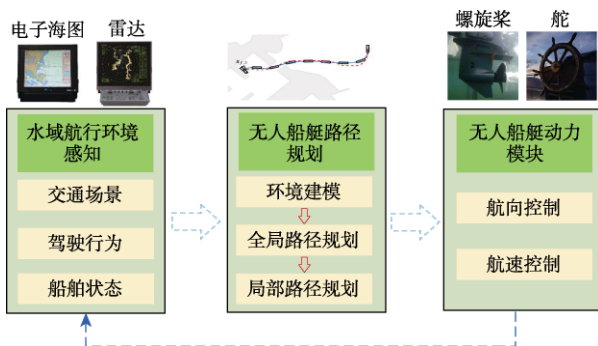 电子海图
雷达
螺旋桨
舵
水域航行环境
感知
交通场景
驾驶行为
船舶状态
无人船艇路径
规划
环境建模
全局路径规划
局部路径规划
无人船艇动力
模块
航向控制
航速控制